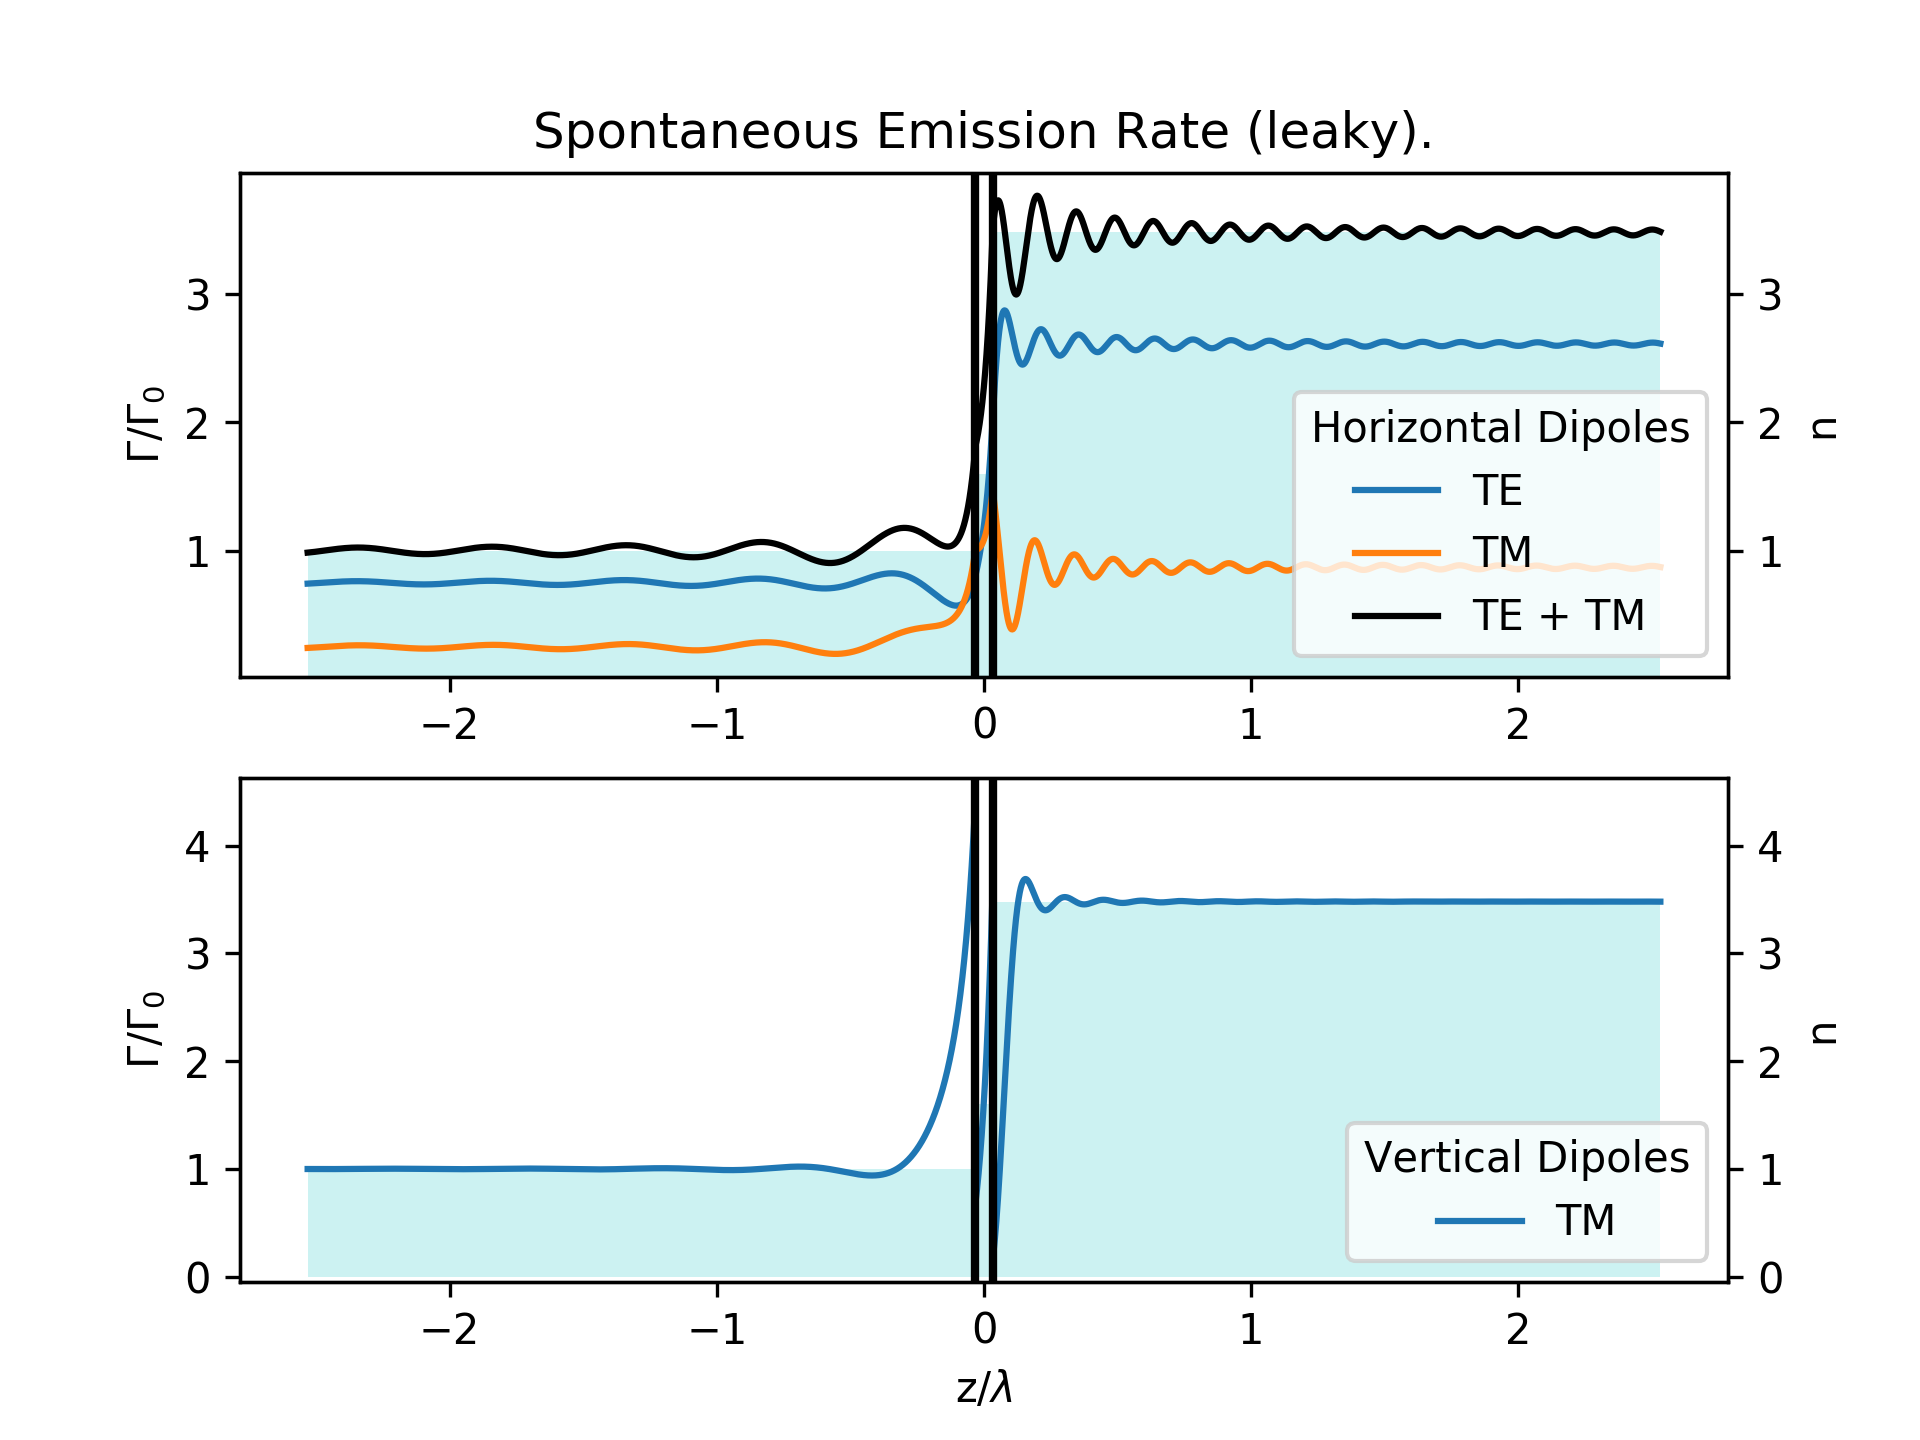 Spontaneous Emission Rate (leaky).
Γ/Γ₀
3
2
1
3
2
1
n
−2
−1
0
1
2
Horizontal Dipoles
TE
TM
TE + TM
Γ/Γ₀
4
3
2
1
0
4
3
2
1
0
n
−2
−1
0
1
2
z/λ
Vertical Dipoles
TM